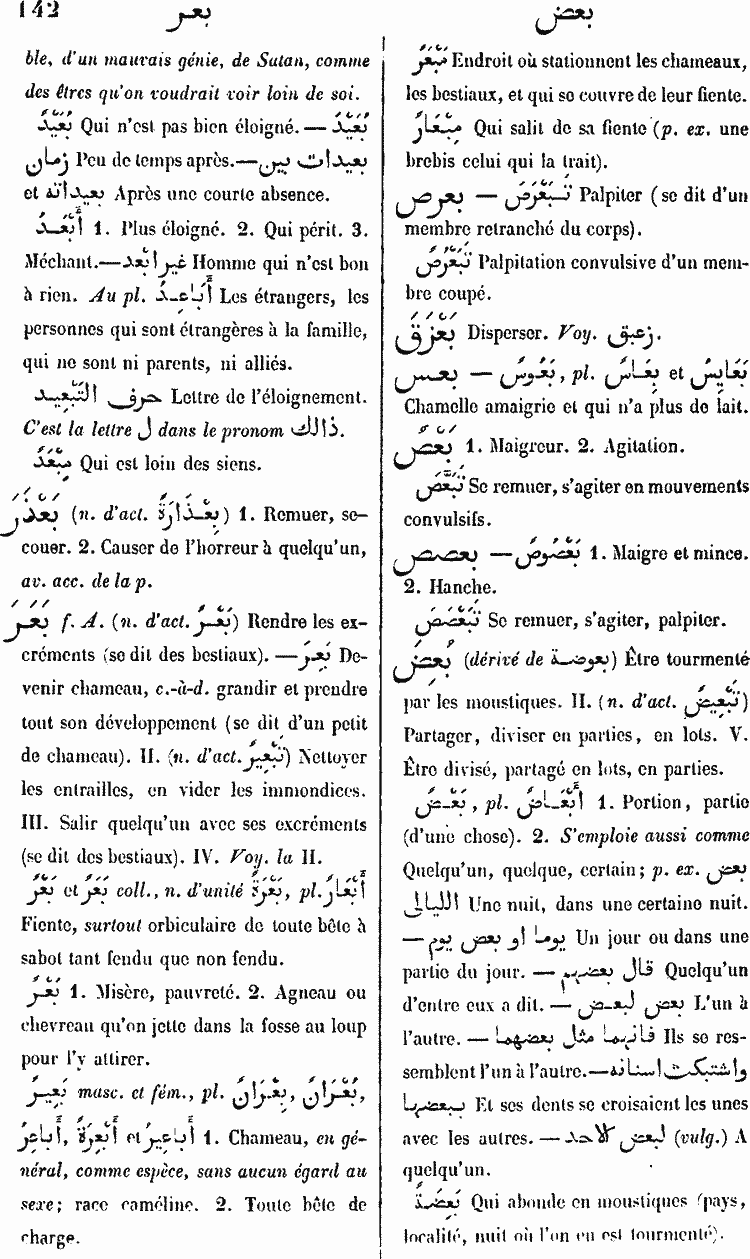 142
بعر
بعض
ble, d'un mauvais génie, de Satan, comme
des êtres qu'on voudrait voir loin de soi.
بُعَيْدٌ Qui n'est pas bien éloigné. — بُعَيْدَ
زمان Peu de temps après. — بعيدات بين
et بعيدانه Après une courte absence.
أَبْعَدُ 1. Plus éloigné. 2. Qui périt. 3.
Méchant. — غير ابْعد Homme qui n'est bon
à rien. Au pl. أَبَاعِدُ Les étrangers, les
personnes qui sont étrangères à la famille,
qui ne sont ni parents, ni alliés.
حرف التَّبْعِيد Lettre de l'éloignement.
C'est la lettre ل dans le pronom ذالك.
مِبْعَدٌ Qui est loin des siens.
بَعْذَرَ (n. d'act. بِعْذَارَةٌ) 1. Remuer, se-
couer. 2. Causer de l'horreur à quelqu'un,
av. acc. de la p.
بَعَرَ f. A. (n. d'act. بَعْرٌ) Rendre les ex-
créments (se dit des bestiaux). — بَعِرَ De-
venir chameau, c.-à-d. grandir et prendre
tout son développement (se dit d'un petit
de chameau). II. (n. d'act. تَبْعِيرٌ) Nettoyer
les entrailles, en vider les immondices.
III. Salir quelqu'un avec ses excréments
(se dit des bestiaux). IV. Voy. la II.
بَعْرٌ et بَعَرٌ coll., n. d'unité بَعْرَةٌ, pl. أَبْعَارٌ
Fiente, surtout orbiculaire de toute bête à
sabot tant fendu que non fendu.
بَعْرٌ 1. Misère, pauvreté. 2. Agneau ou
chevreau qu'on jette dans la fosse au loup
pour l'y attirer.
بَعِيرٌ masc. et fém., pl. بُعْرَانٌ, بِعْرَانٌ,
أَبَاعِرُ, أَبْعِرَةٌ et أَبَاعِيرُ 1. Chameau, en gé-
néral, comme espèce, sans aucun égard au
sexe; race caméline. 2. Toute bête de
charge.
مَبْعَرٌ Endroit où stationnent les chameaux,
les bestiaux, et qui se couvre de leur fiente.
مِبْعَارٌ Qui salit de sa fiente (p. ex. une
brebis celui qui la trait).
بعرص — تَبَعْرَصَ Palpiter (se dit d'un
membre retranché du corps).
تَبَعْرُصٌ Palpitation convulsive d'un mem-
bre coupé.
بَعْزَقَ Disperser. Voy. زعبق.
بعس — بَعُوسٌ, pl. بِعَاسٌ et بَعَايِسُ
Chamelle amaigrie et qui n'a plus de lait.
بَعْصٌ 1. Maigreur. 2. Agitation.
تَبَعَّصَ Se remuer, s'agiter en mouvements
convulsifs.
بعصص — بُعْصُوصٌ 1. Maigre et mince.
2. Hanche.
تَبَعْصَصَ Se remuer, s'agiter, palpiter.
بُعِضَ (dérivé de بعوضة) Être tourmenté
par les moustiques. II. (n. d'act. تَبْعِيضٌ)
Partager, diviser en parties, en lots. V.
Être divisé, partagé en lots, en parties.
بَعْضٌ, pl. أَبْعَاضٌ 1. Portion, partie
(d'une chose). 2. S'emploie aussi comme
Quelqu'un, quelque, certain; p. ex. بعض
الليالى Une nuit, dans une certaine nuit.
— يوما او بعض يوم Un jour ou dans une
partie du jour. — قال بعضهم Quelqu'un
d'entre eux a dit. — بعض لبعض L'un à
l'autre. — فانهما مثل بعضهما Ils se res-
semblent l'un à l'autre. — واشتبكت اسنانه
ببعضها Et ses dents se croisaient les unes
avec les autres. — لبعض لاحد (vulg.) A
quelqu'un.
بَعِضَةٌ Qui abonde en moustiques (pays,
localité, nuit où l'on en est tourmenté).